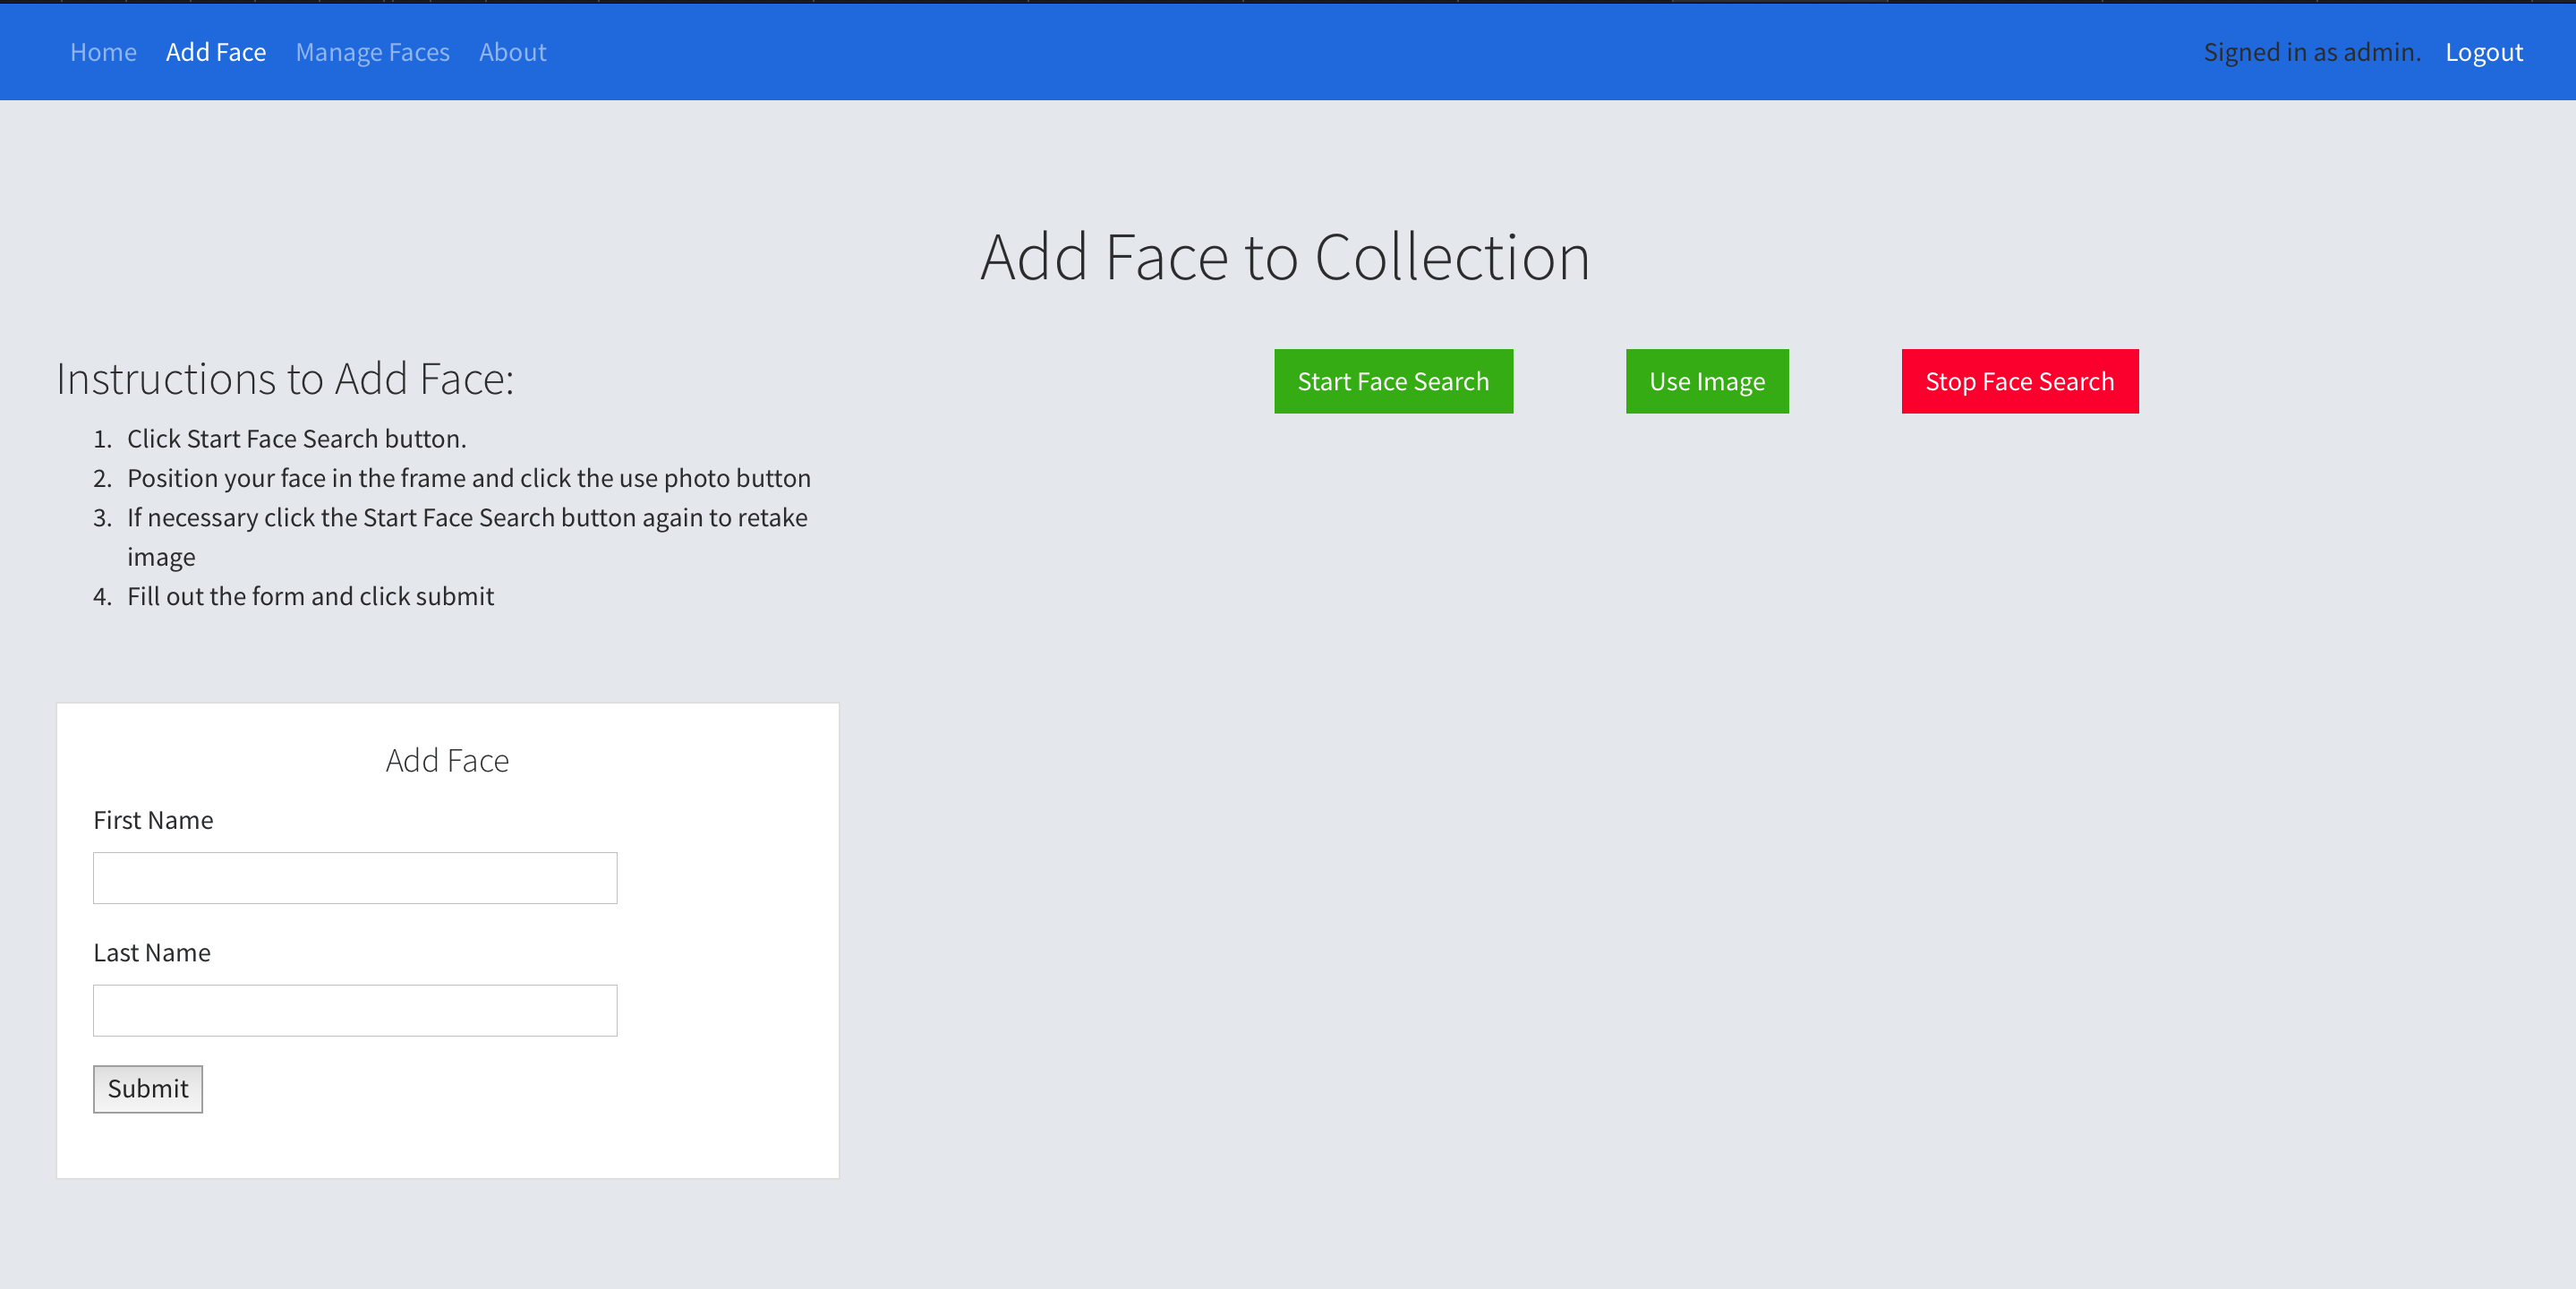 Home Add Face Manage Faces About Signed in as admin. Logout
Add Face to Collection
Instructions to Add Face:
1. Click Start Face Search button.
2. Position your face in the frame and click the use photo button
3. If necessary click the Start Face Search button again to retake
image
4. Fill out the form and click submit
Start Face Search Use Image Stop Face Search
Add Face
First Name
Last Name
Submit